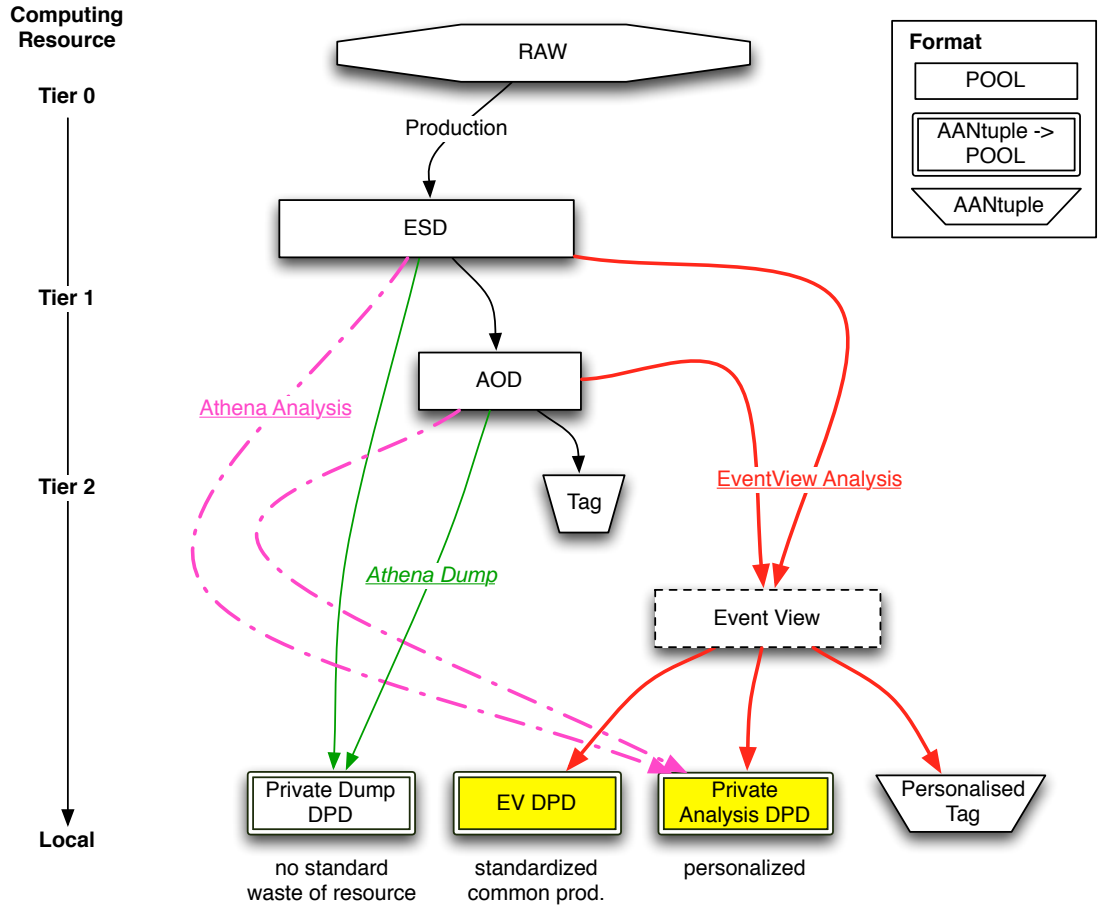 Computing
Resource
RAW
Format
POOL
AANtuple ->
POOL
AANtuple
Tier 0
Production
ESD
Tier 1
AOD
Athena Analysis
Tier 2
EventView Analysis
Tag
Athena Dump
Event View
Private Dump
DPD
EV DPD
Private
Analysis DPD
Personalised
Tag
Local
no standard
waste of resource
standardized
common prod.
personalized